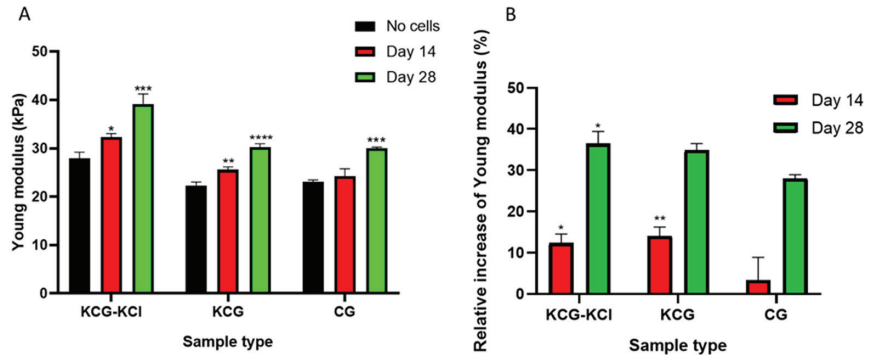 A
No cells
Day 14
Day 28
Young modulus (kPa)
50
40
30
20
10
0
*
***
**
****
***
KCG-KCl
KCG
CG
Sample type
B
Day 14
Day 28
Relative increase of Young modulus (%)
50
40
30
20
10
0
*
*
**
KCG-KCl
KCG
CG
Sample type